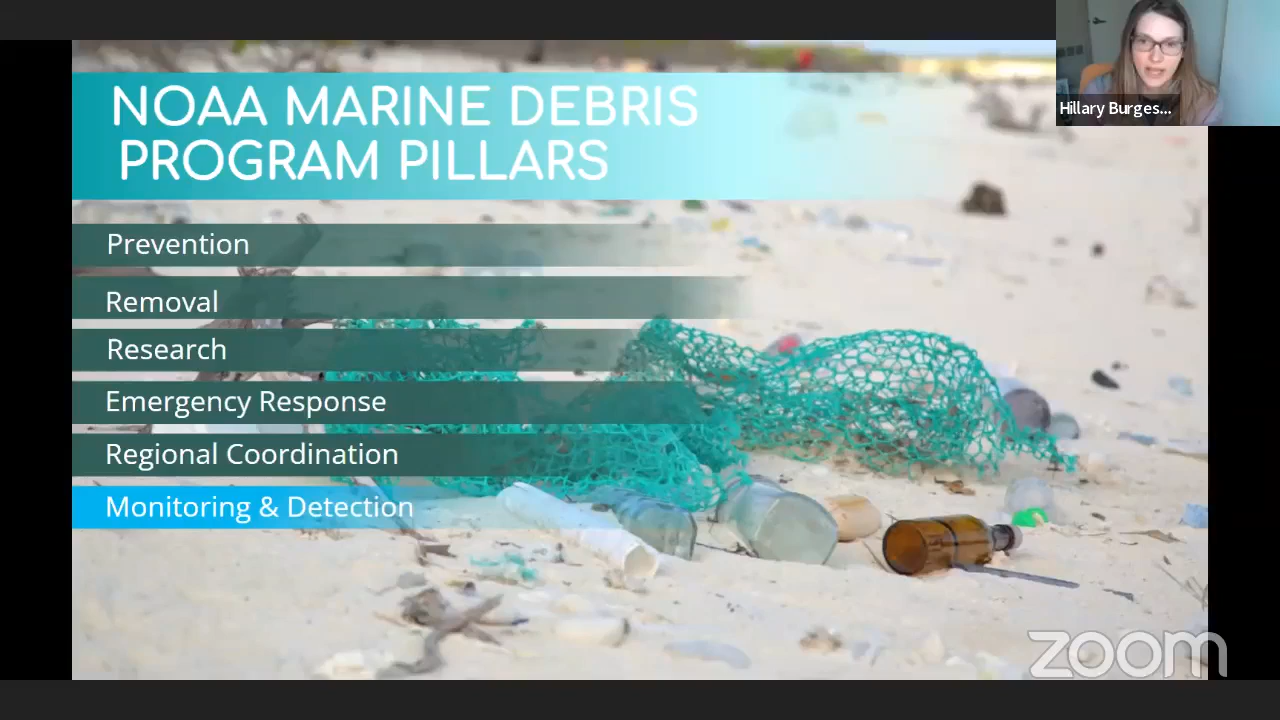 NOAA MARINE DEBRIS
PROGRAM PILLARS
Hillary Burges...
Prevention
Removal
Research
Emergency Response
Regional Coordination
Monitoring & Detection
zoom